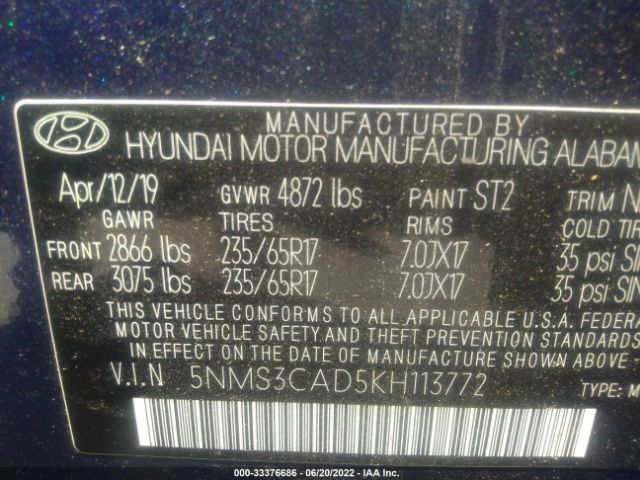 MANUFACTURED BY
HYUNDAI MOTOR MANUFACTURING ALABAM
Apr/12/19 GVWR 4872 lbs PAINT ST2 TRIM N
GAWR TIRES RIMS COLD TIR
FRONT 2866 lbs 235/65R17 7.0JX17 35 psi SIN
REAR 3075 lbs 235/65R17 7.0JX17 35 psi SIN
THIS VEHICLE CONFORMS TO ALL APPLICABLE U.S.A. FEDERA
MOTOR VEHICLE SAFETY AND THEFT PREVENTION STANDARDS
IN EFFECT ON THE DATE OF MANUFACTURE SHOWN ABOVE
V.I.N 5NMS3CAD5KH113772 TYPE: M
000-33376686 - 06/20/2022 - IAA Inc.